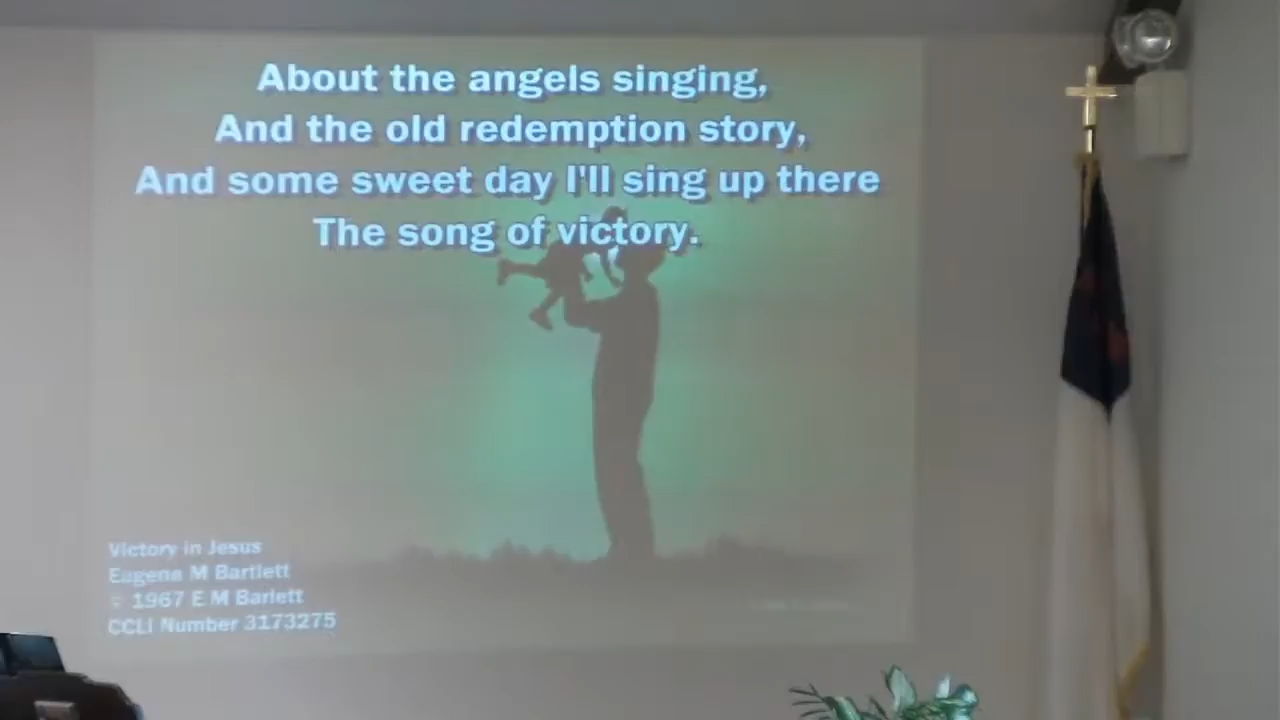 About the angels singing,
And the old redemption story,
And some sweet day I'll sing up there
The song of victory.
Victory in Jesus
Eugene M Bartlett
© 1967 E M Barlett
CCLI Number 3173275